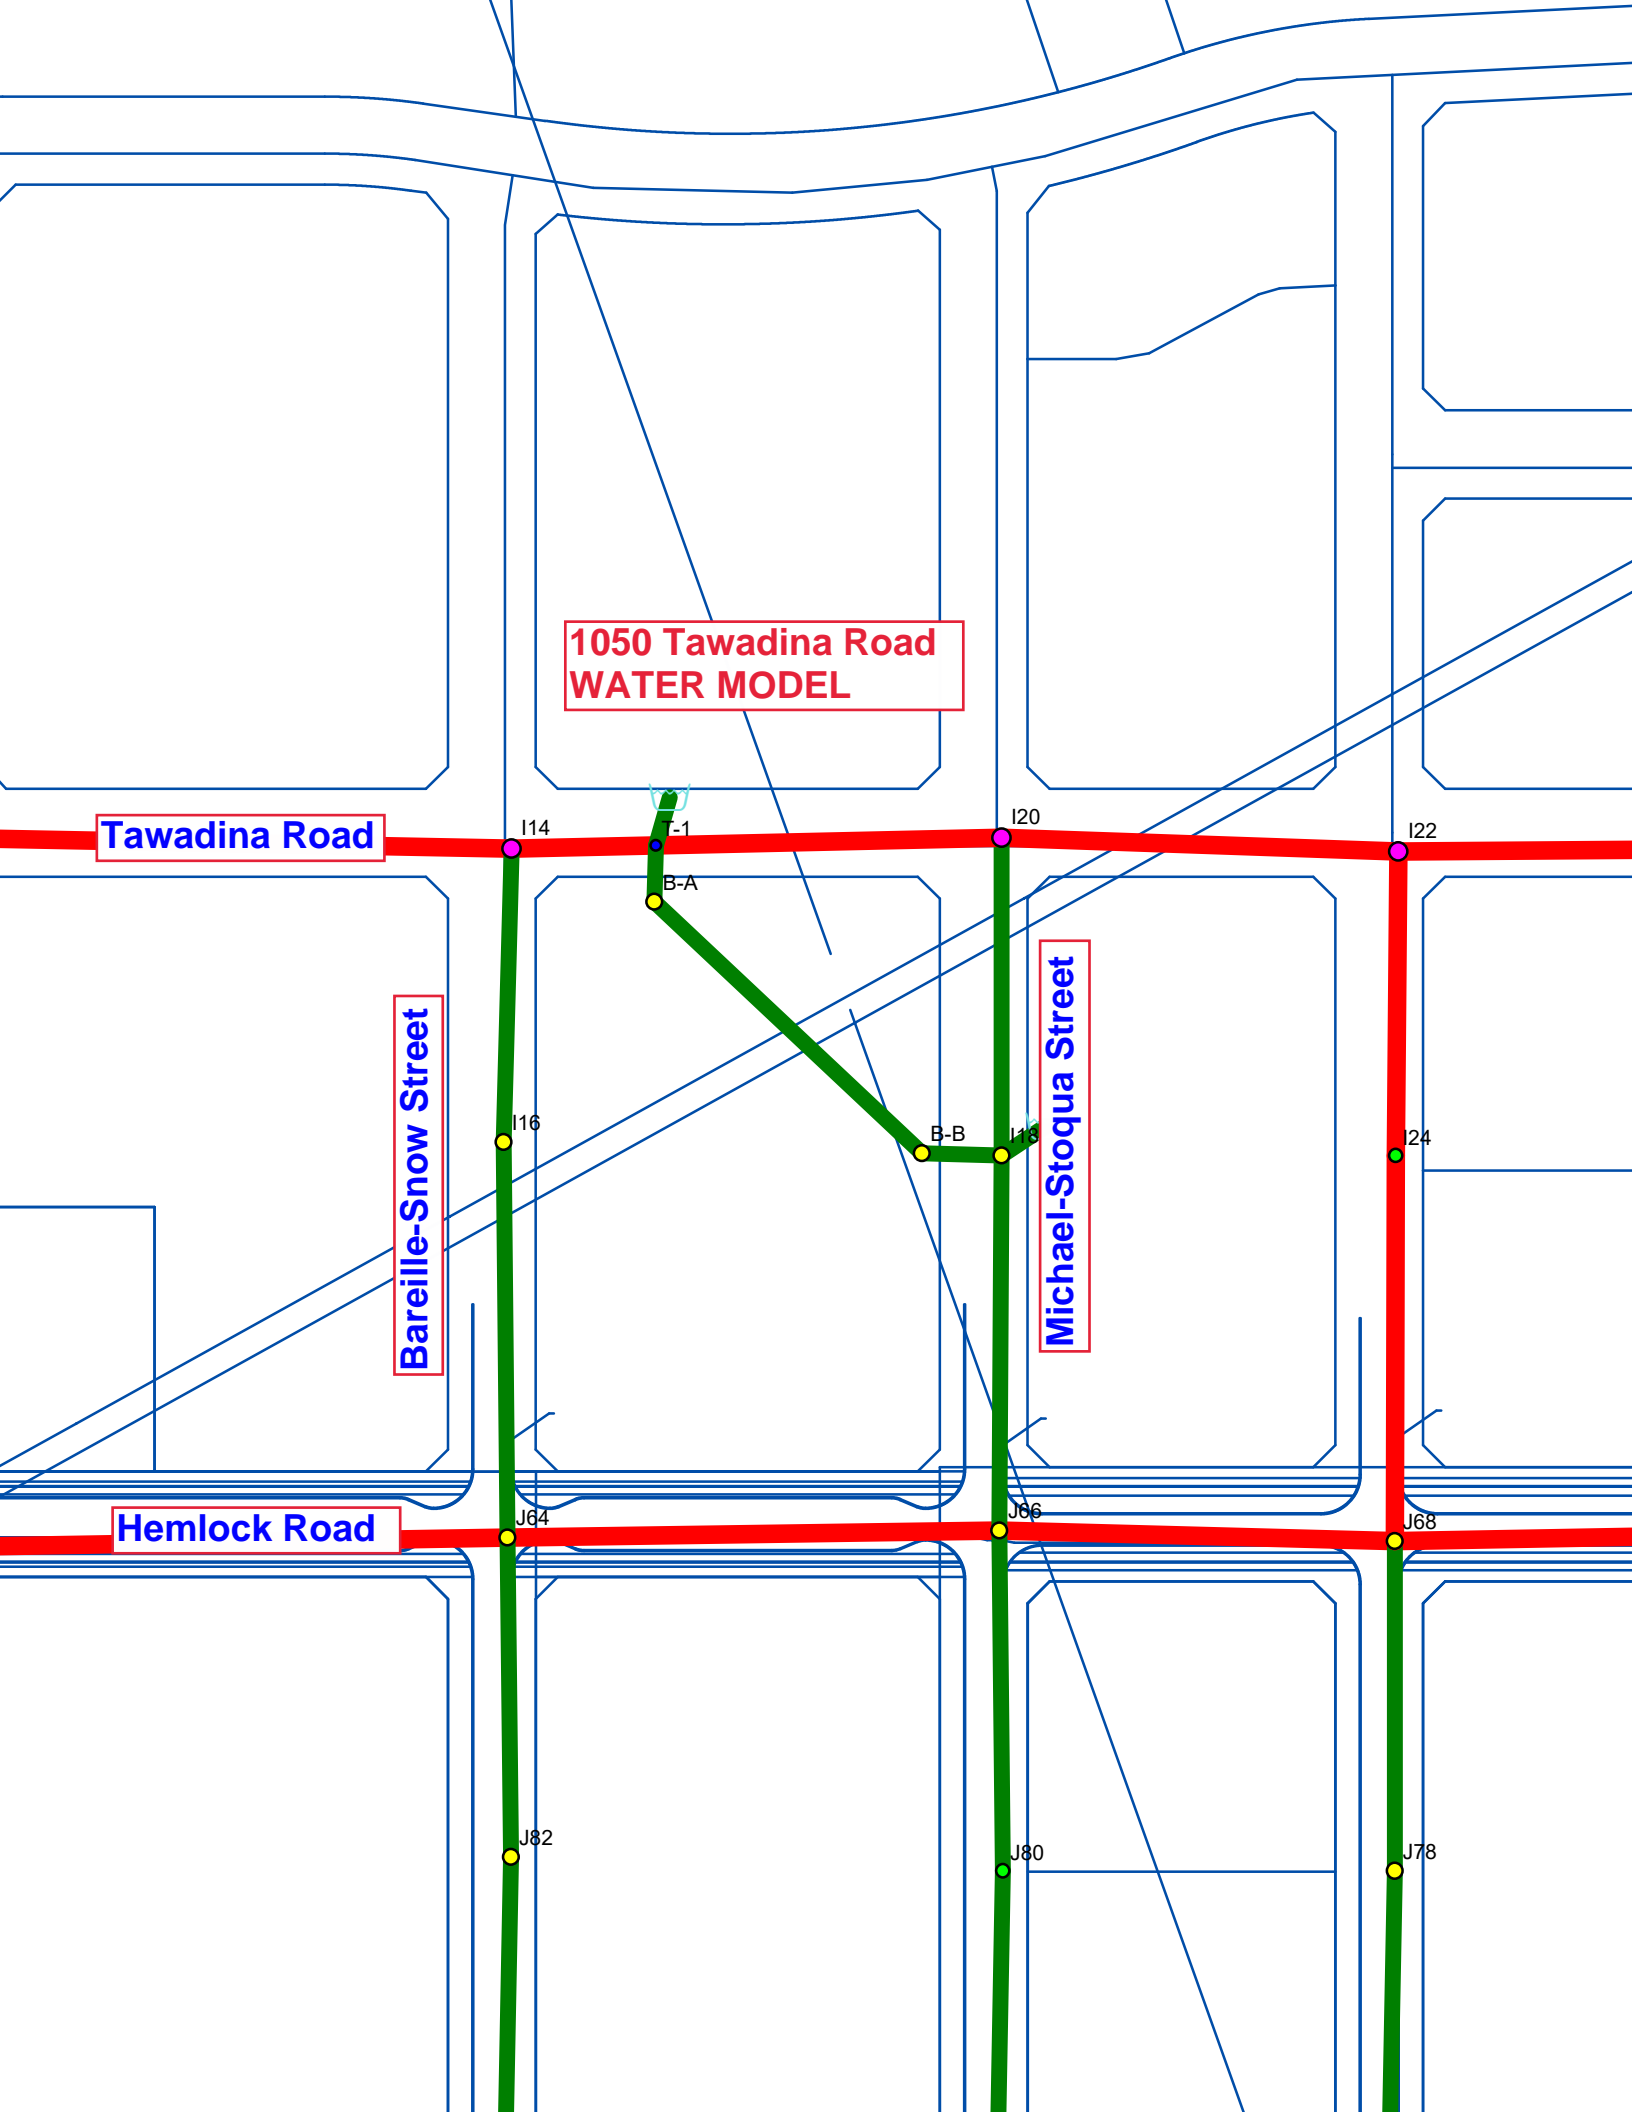 1050 Tawadina Road
WATER MODEL
I20
I14
I22
T-1
Tawadina Road
B-A
Michael-Stoqua Street
Bareille-Snow Street
I16
B-B
I18
I24
J66
J64
J68
Hemlock Road
J82
J80
J78